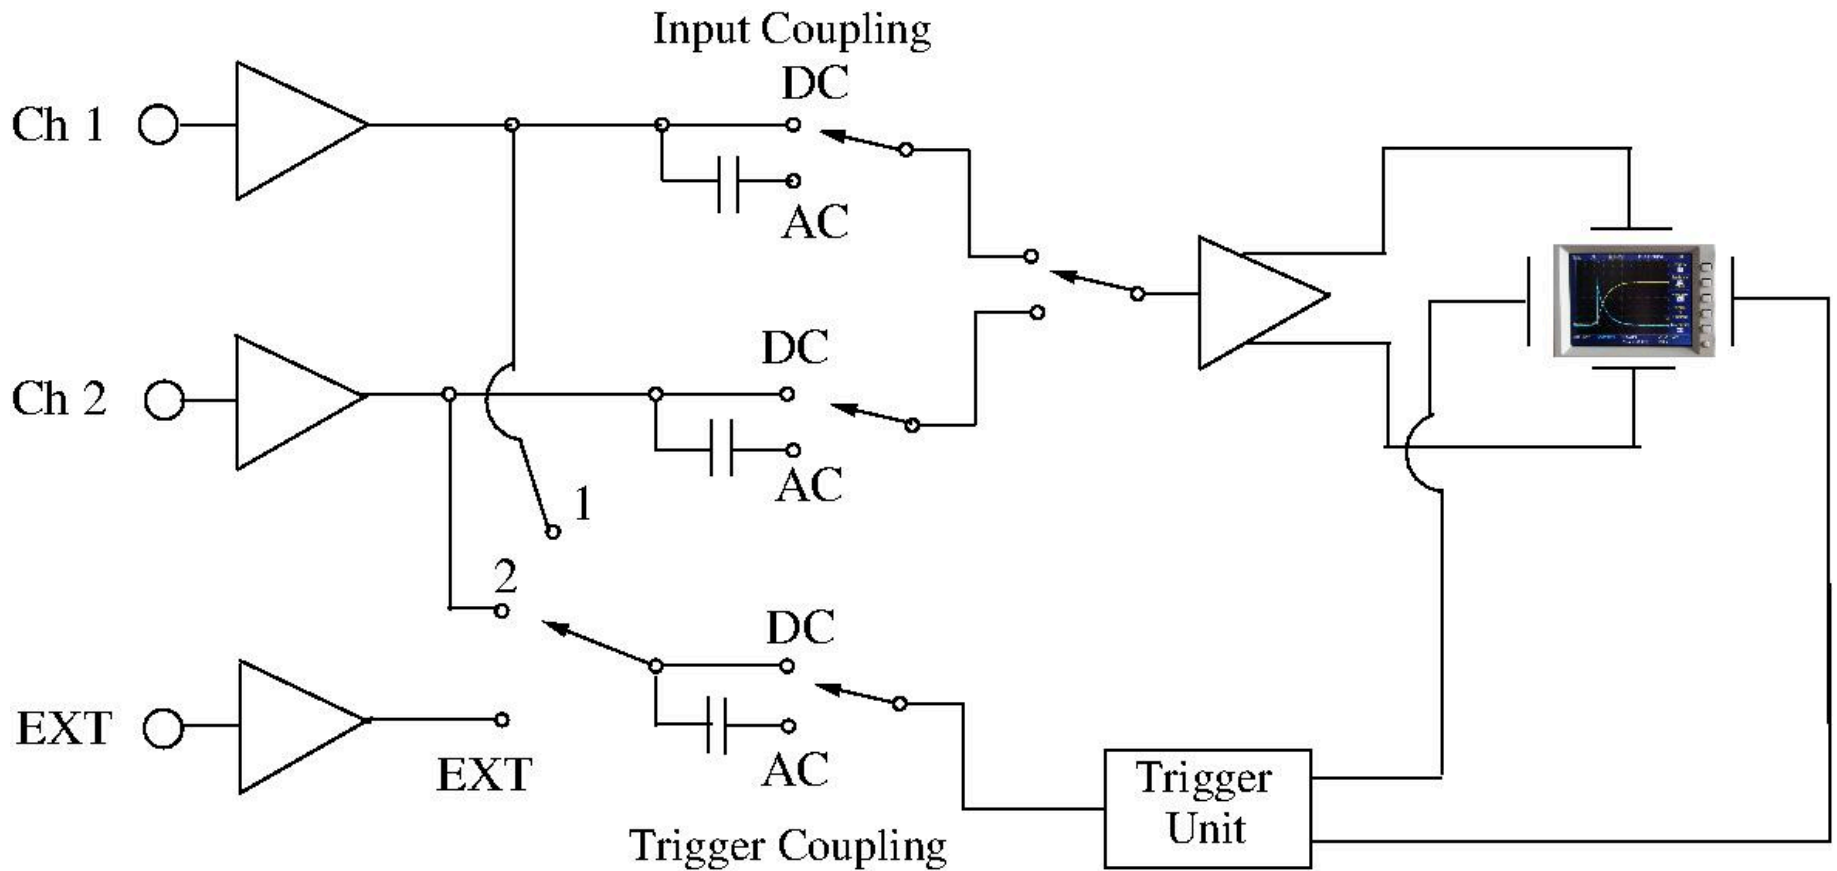 Input Coupling
DC
Ch 1
AC
DC
Ch 2
AC
1
2
DC
EXT
EXT
AC
Trigger
Unit
Trigger Coupling